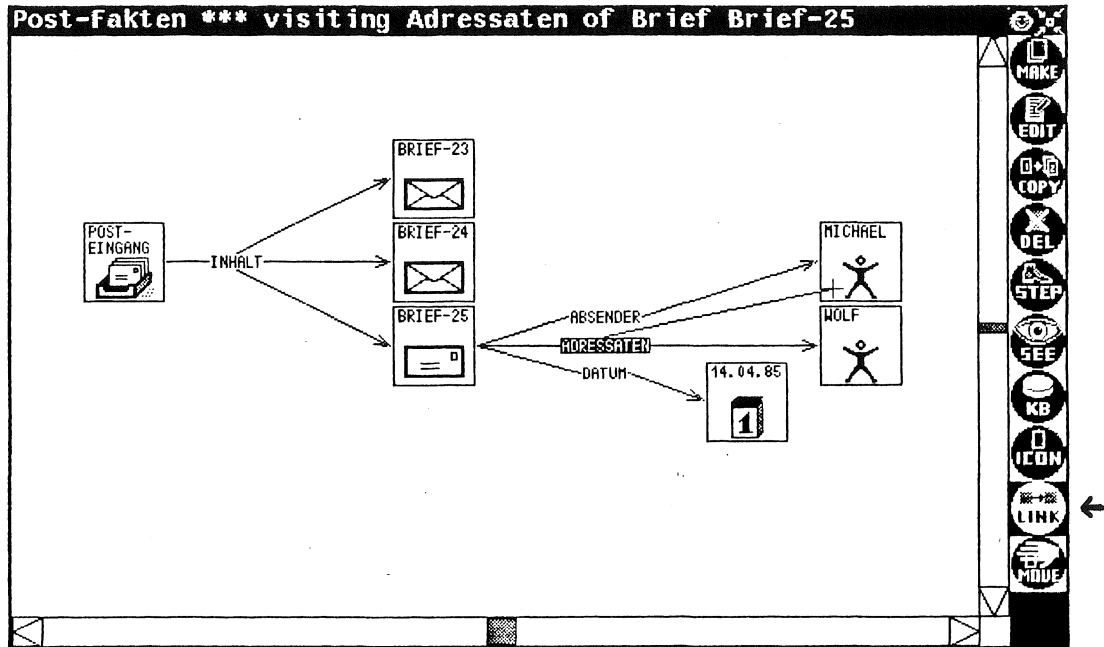 Post-Fakten *** visiting Adressaten of Brief Brief-25
MAKE
EDIT
COPY
DEL
STEP
SEE
KB
ICON
LINK
MOVE
POST-
EINGANG
INHALT
BRIEF-23
BRIEF-24
BRIEF-25
ABSENDER
ADRESSATEN
DATUM
MICHAEL
WOLF
14.04.85
1